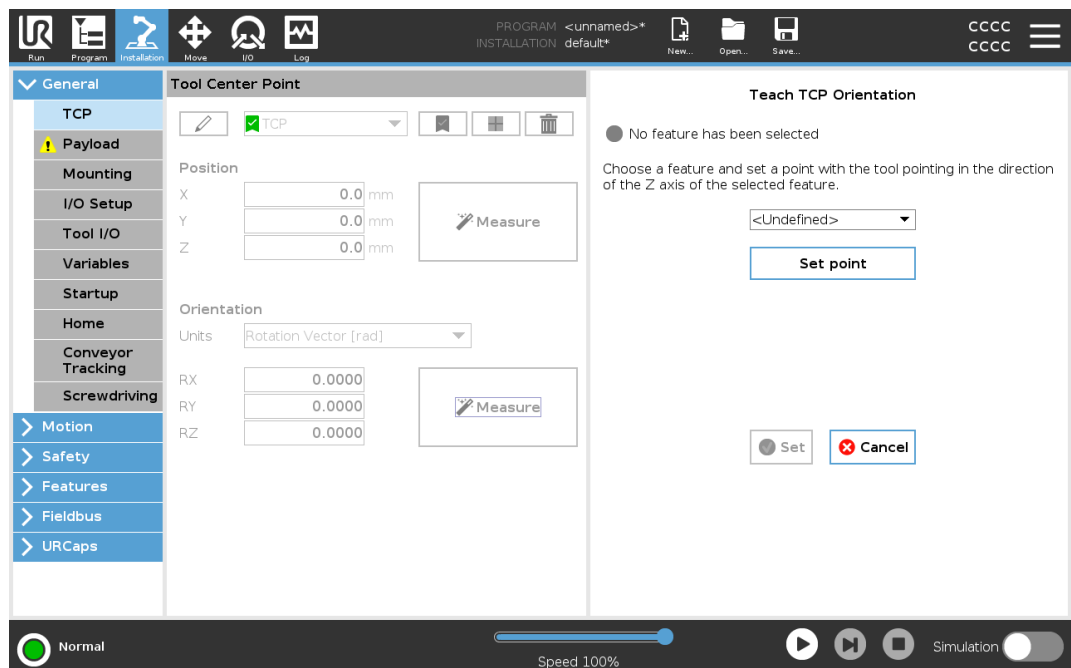 PROGRAM <unnamed>*
INSTALLATION default*
CCCC
CCCC
Run
Program
Installation
Move
I/O
Log
New...
Open...
Save...
General
TCP
Payload
Mounting
I/O Setup
Tool I/O
Variables
Startup
Home
Conveyor
Tracking
Screwdriving
Motion
Safety
Features
Fieldbus
URCaps
Tool Center Point
TCP
Position
X 0.0 mm
Y 0.0 mm
Z 0.0 mm
Measure
Orientation
Units Rotation Vector [rad]
RX 0.0000
RY 0.0000
RZ 0.0000
Measure
Teach TCP Orientation
No feature has been selected
Choose a feature and set a point with the tool pointing in the direction
of the Z axis of the selected feature.
<Undefined>
Set point
Set
Cancel
Normal
Speed 100%
Simulation